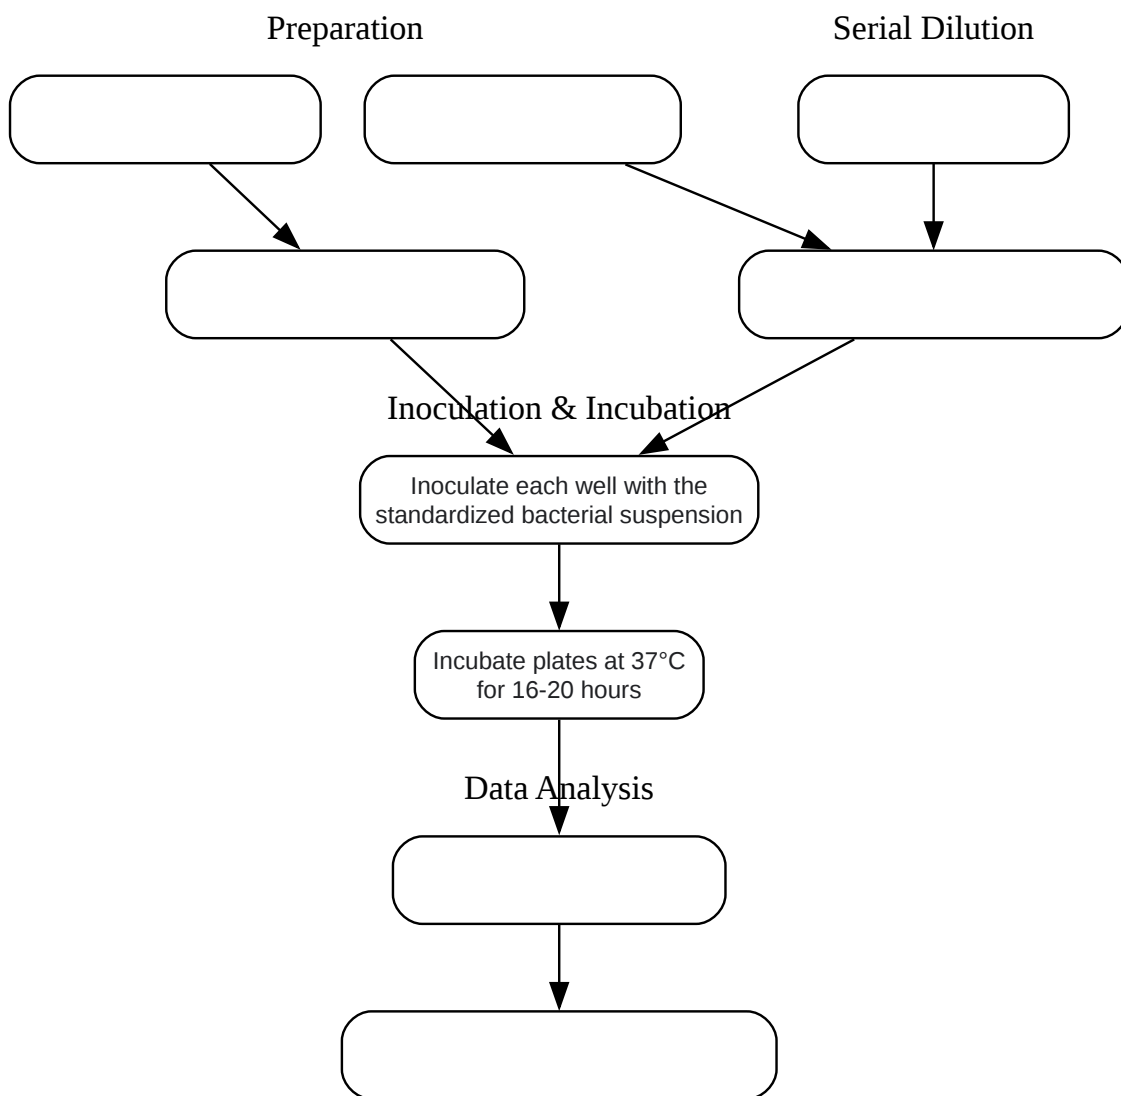 Preparation
Serial Dilution
Inoculation & Incubation
Inoculate each well with the
standardized bacterial suspension
Incubate plates at 37°C
for 16-20 hours
Data Analysis